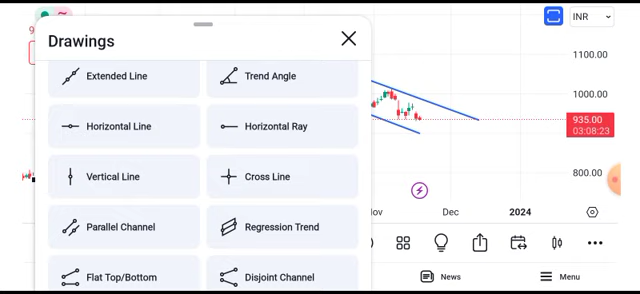 INR
Drawings
Extended Line
Trend Angle
Horizontal Line
Horizontal Ray
Vertical Line
Cross Line
Parallel Channel
Regression Trend
Flat Top/Bottom
Disjoint Channel
1100.00
1000.00
935.00
03:08:23
800.00
Dec
2024
News
Menu